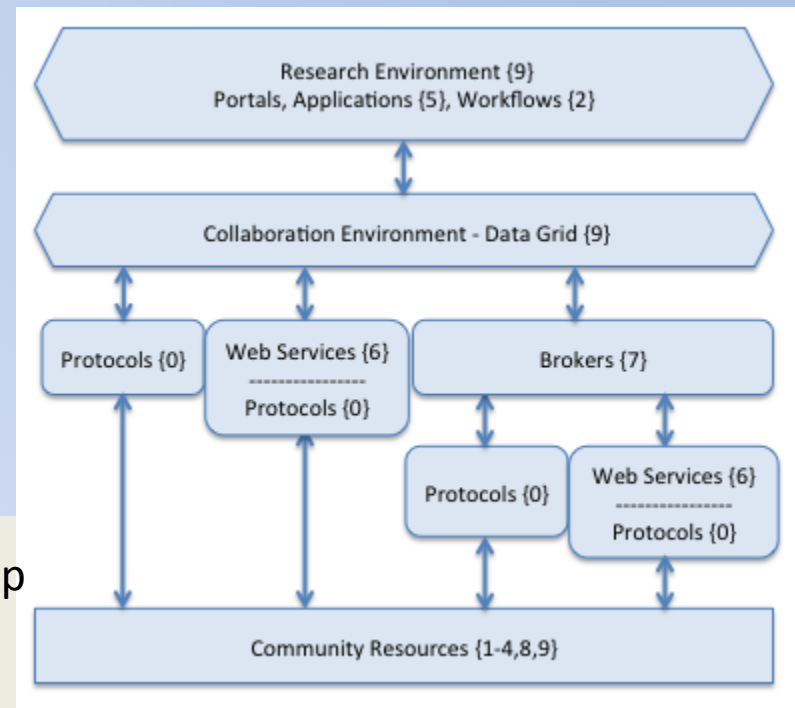 Research Environment {9}
Portals, Applications {5}, Workflows {2}
Collaboration Environment - Data Grid {9}
Protocols {0}
Web Services {6}
----------------
Protocols {0}
Brokers {7}
Protocols {0}
Web Services {6}
----------------
Protocols {0}
p
Community Resources {1-4,8,9}